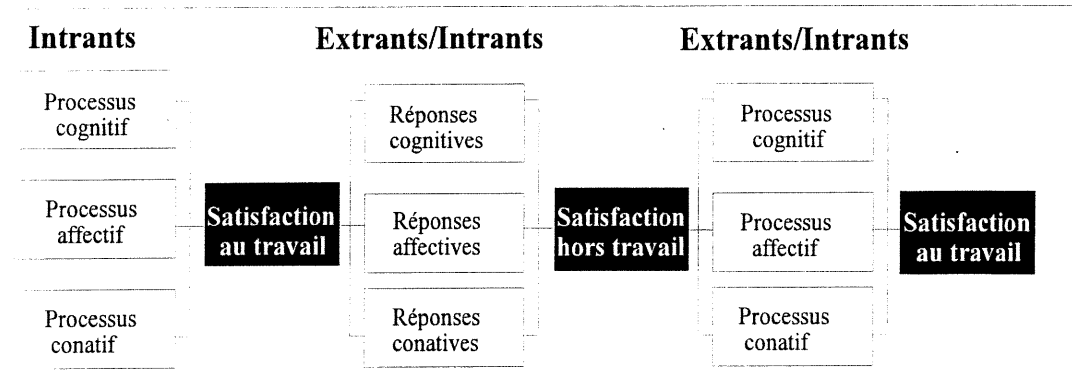 Intrants
Extrants/Intrants
Extrants/Intrants
Processus
cognitif
Processus
affectif
Processus
conatif
Satisfaction
au travail
Réponses
cognitives
Réponses
affectives
Réponses
conatives
Satisfaction
hors travail
Processus
cognitif
Processus
affectif
Processus
conatif
Satisfaction
au travail